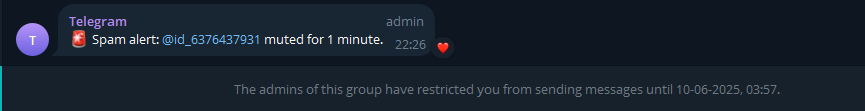 Telegram admin
🚨 Spam alert: @id_6376437931 muted for 1 minute. 22:26
T
The admins of this group have restricted you from sending messages until 10-06-2025, 03:57.